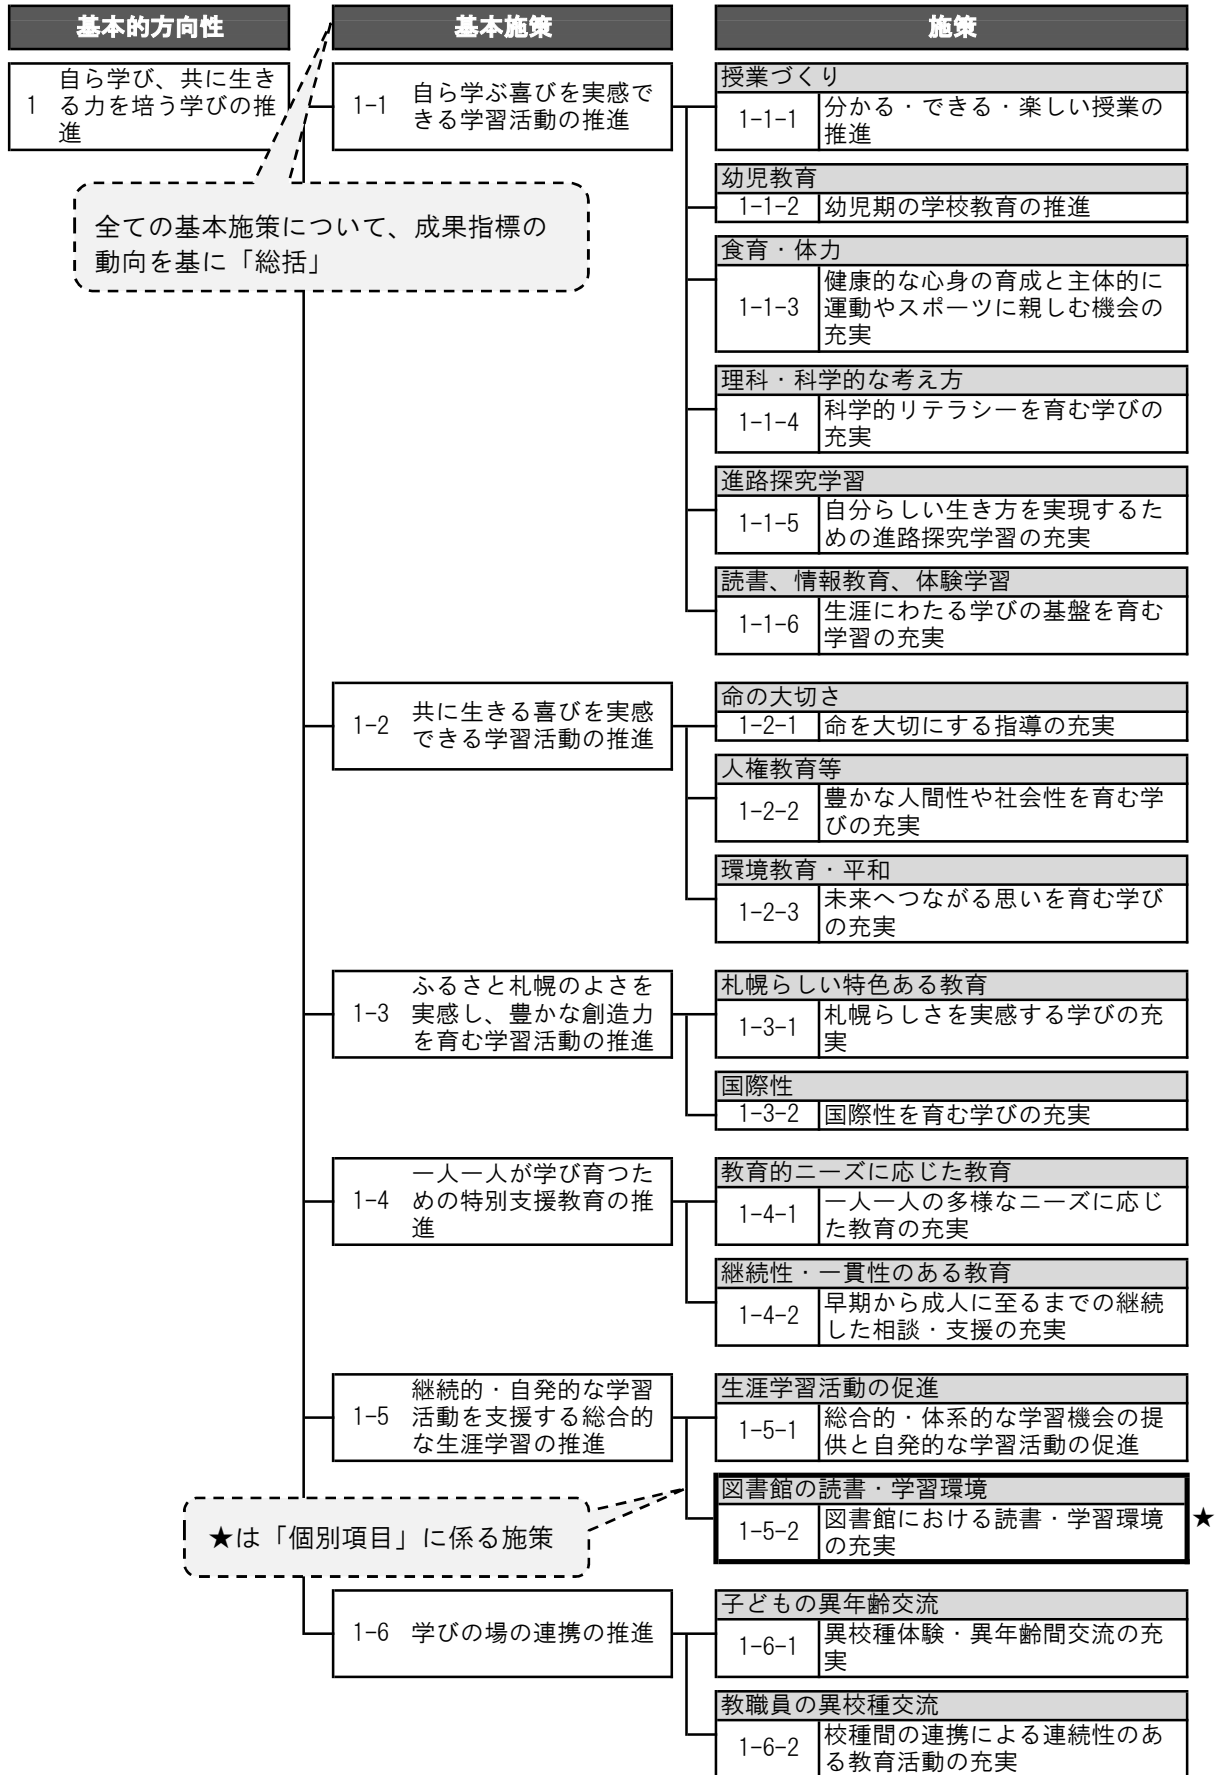 基本的方向性
基本施策
施策
1
自ら学び、共に生き
る力を培う学びの推
進
1-1
自ら学ぶ喜びを実感で
きる学習活動の推進
授業づくり
1-1-1
分かる・できる・楽しい授業の
推進
幼児教育
1-1-2
幼児期の学校教育の推進
全ての基本施策について、成果指標の
動向を基に「総括」
食育・体力
1-1-3
健康的な心身の育成と主体的に
運動やスポーツに親しむ機会の
充実
理科・科学的な考え方
1-1-4
科学的リテラシーを育む学びの
充実
進路探究学習
1-1-5
自分らしい生き方を実現するた
めの進路探究学習の充実
読書、情報教育、体験学習
1-1-6
生涯にわたる学びの基盤を育む
学習の充実
1-2
共に生きる喜びを実感
できる学習活動の推進
命の大切さ
1-2-1
命を大切にする指導の充実
人権教育等
1-2-2
豊かな人間性や社会性を育む学
びの充実
環境教育・平和
1-2-3
未来へつながる思いを育む学び
の充実
1-3
ふるさと札幌のよさを
実感し、豊かな創造力
を育む学習活動の推進
札幌らしい特色ある教育
1-3-1
札幌らしさを実感する学びの充
実
国際性
1-3-2
国際性を育む学びの充実
1-4
一人一人が学び育つた
めの特別支援教育の推
進
教育的ニーズに応じた教育
1-4-1
一人一人の多様なニーズに応じ
た教育の充実
継続性・一貫性のある教育
1-4-2
早期から成人に至るまでの継続
した相談・支援の充実
1-5
継続的・自発的な学習
活動を支援する総合的
な生涯学習の推進
生涯学習活動の促進
1-5-1
総合的・体系的な学習機会の提
供と自発的な学習活動の促進
図書館の読書・学習環境
1-5-2
図書館における読書・学習環境
の充実
★
★は「個別項目」に係る施策
1-6
学びの場の連携の推進
子どもの異年齢交流
1-6-1
異校種体験・異年齢間交流の充
実
教職員の異校種交流
1-6-2
校種間の連携による連続性のあ
る教育活動の充実